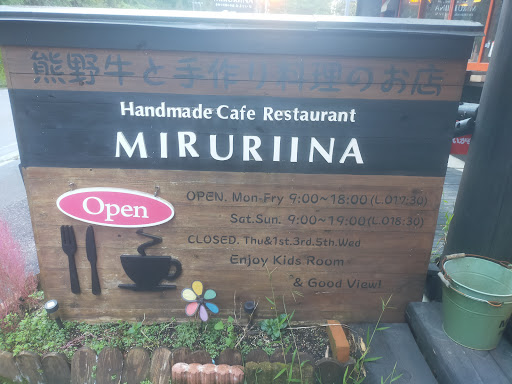 熊野牛と手作り料理のお店
Handmade Cafe Restaurant
MIRURIINA
Open
OPEN. Mon-Fry 9:00~18:00(L.O17:30)
Sat.Sun. 9:00~19:00(L.O18:30)
CLOSED. Thu&1st.3rd.5th.Wed
Enjoy Kids Room
& Good View!